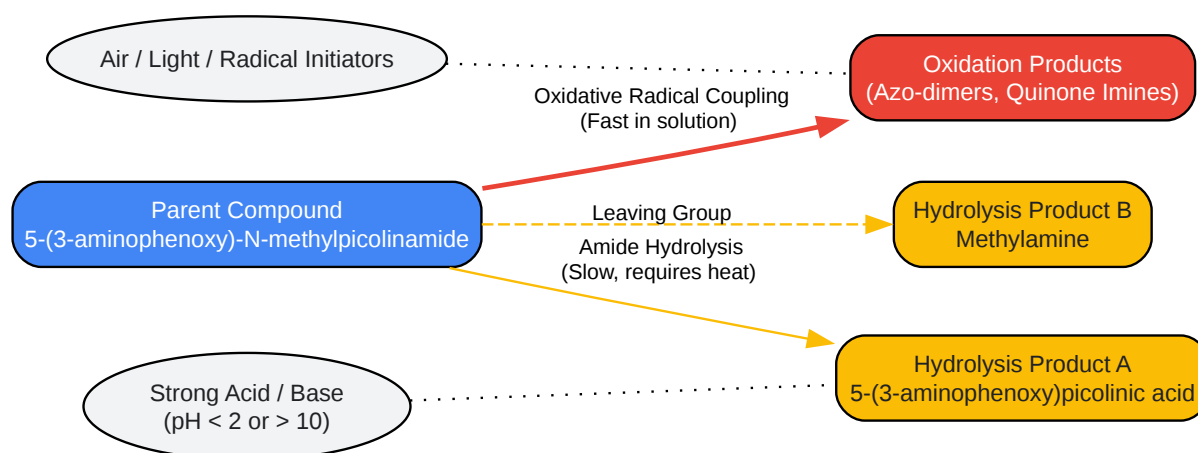 Air / Light / Radical Initiators
Oxidation Products
(Azo-dimers, Quinone Imines)
Oxidative Radical Coupling
(Fast in solution)
Parent Compound
5-(3-aminophenoxy)-N-methylpicolinamide
Leaving Group
Hydrolysis Product B
Methylamine
Amide Hydrolysis
(Slow, requires heat)
Strong Acid / Base
(pH < 2 or > 10)
Hydrolysis Product A
5-(3-aminophenoxy)picolinic acid